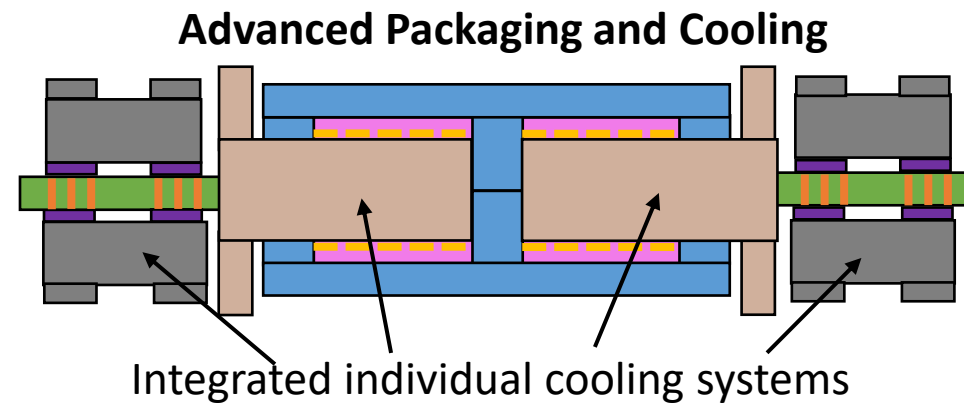 Advanced Packaging and Cooling
Integrated individual cooling systems